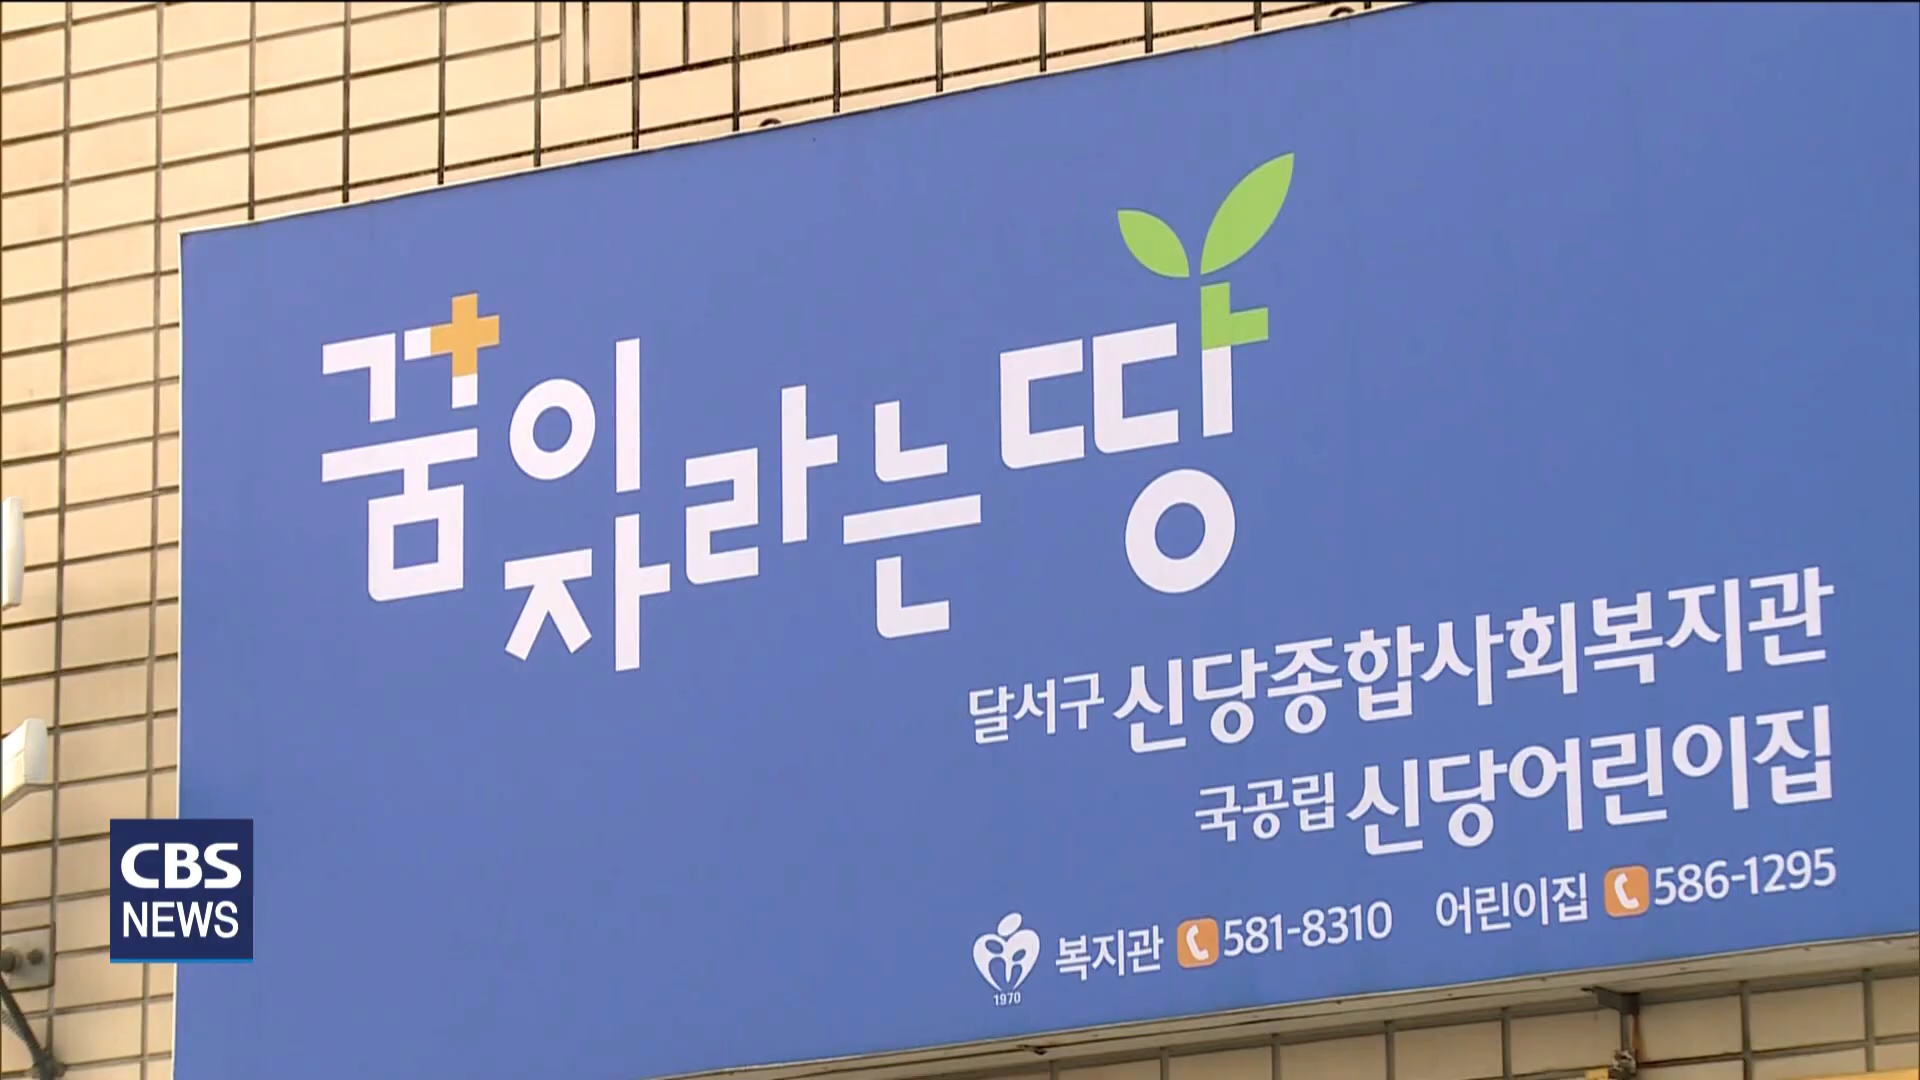 꿈이 자라는 땅
달서구 신당종합사회복지관
국공립 신당어린이집
1970 복지관 581-8310 어린이집 586-1295
CBS
NEWS